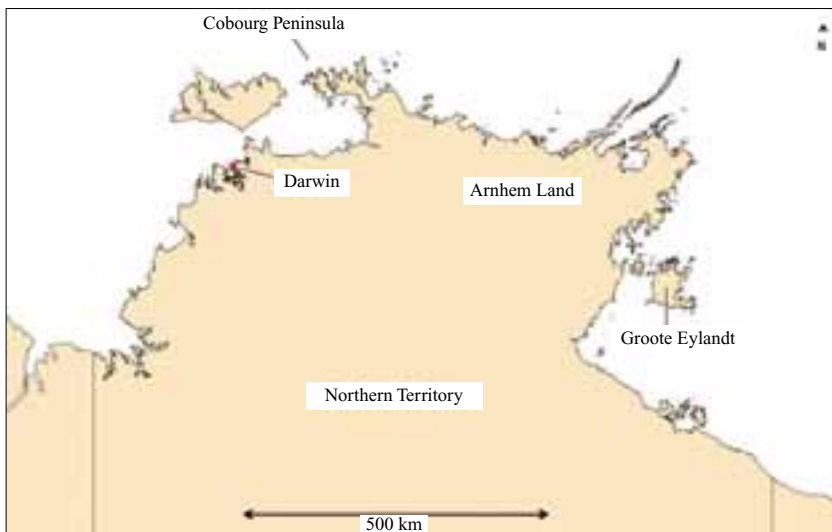 Cobourg Peninsula
N
Darwin
Arnhem Land
Groote Eylandt
Northern Territory
500 km